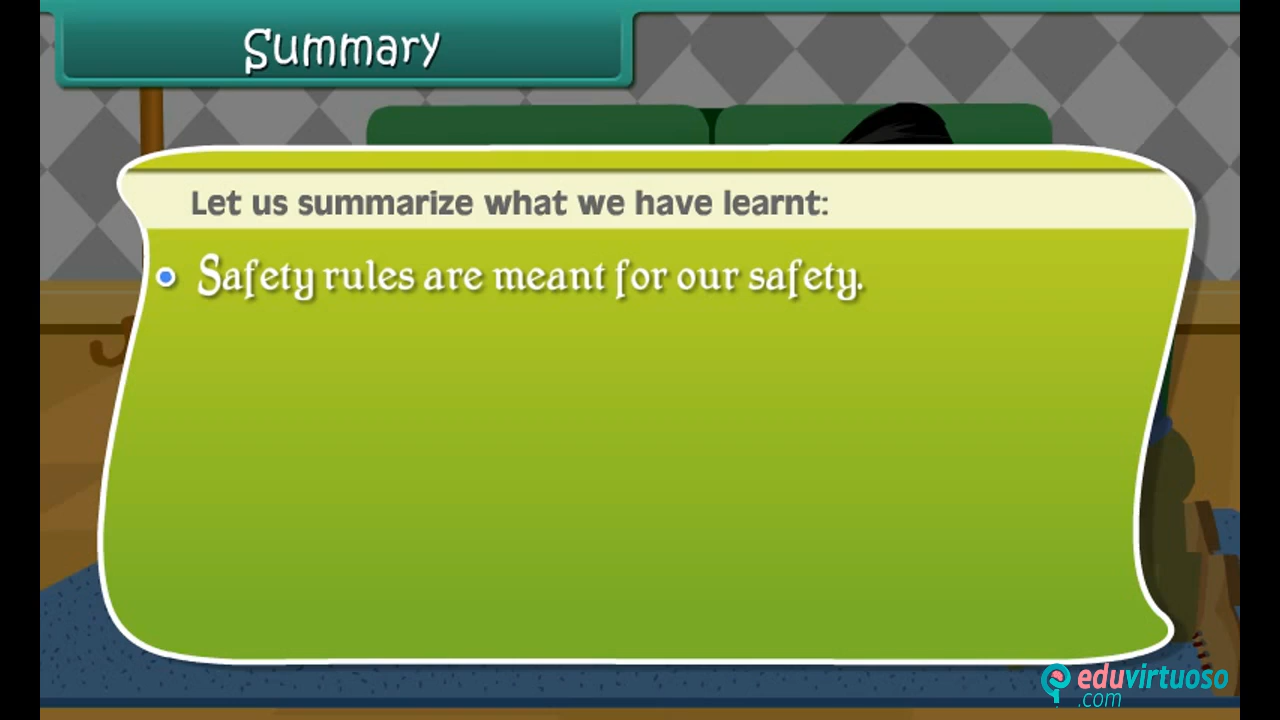 Summary
Let us summarize what we have learnt:
Safety rules are meant for our safety.
eduvirtuoso
.com